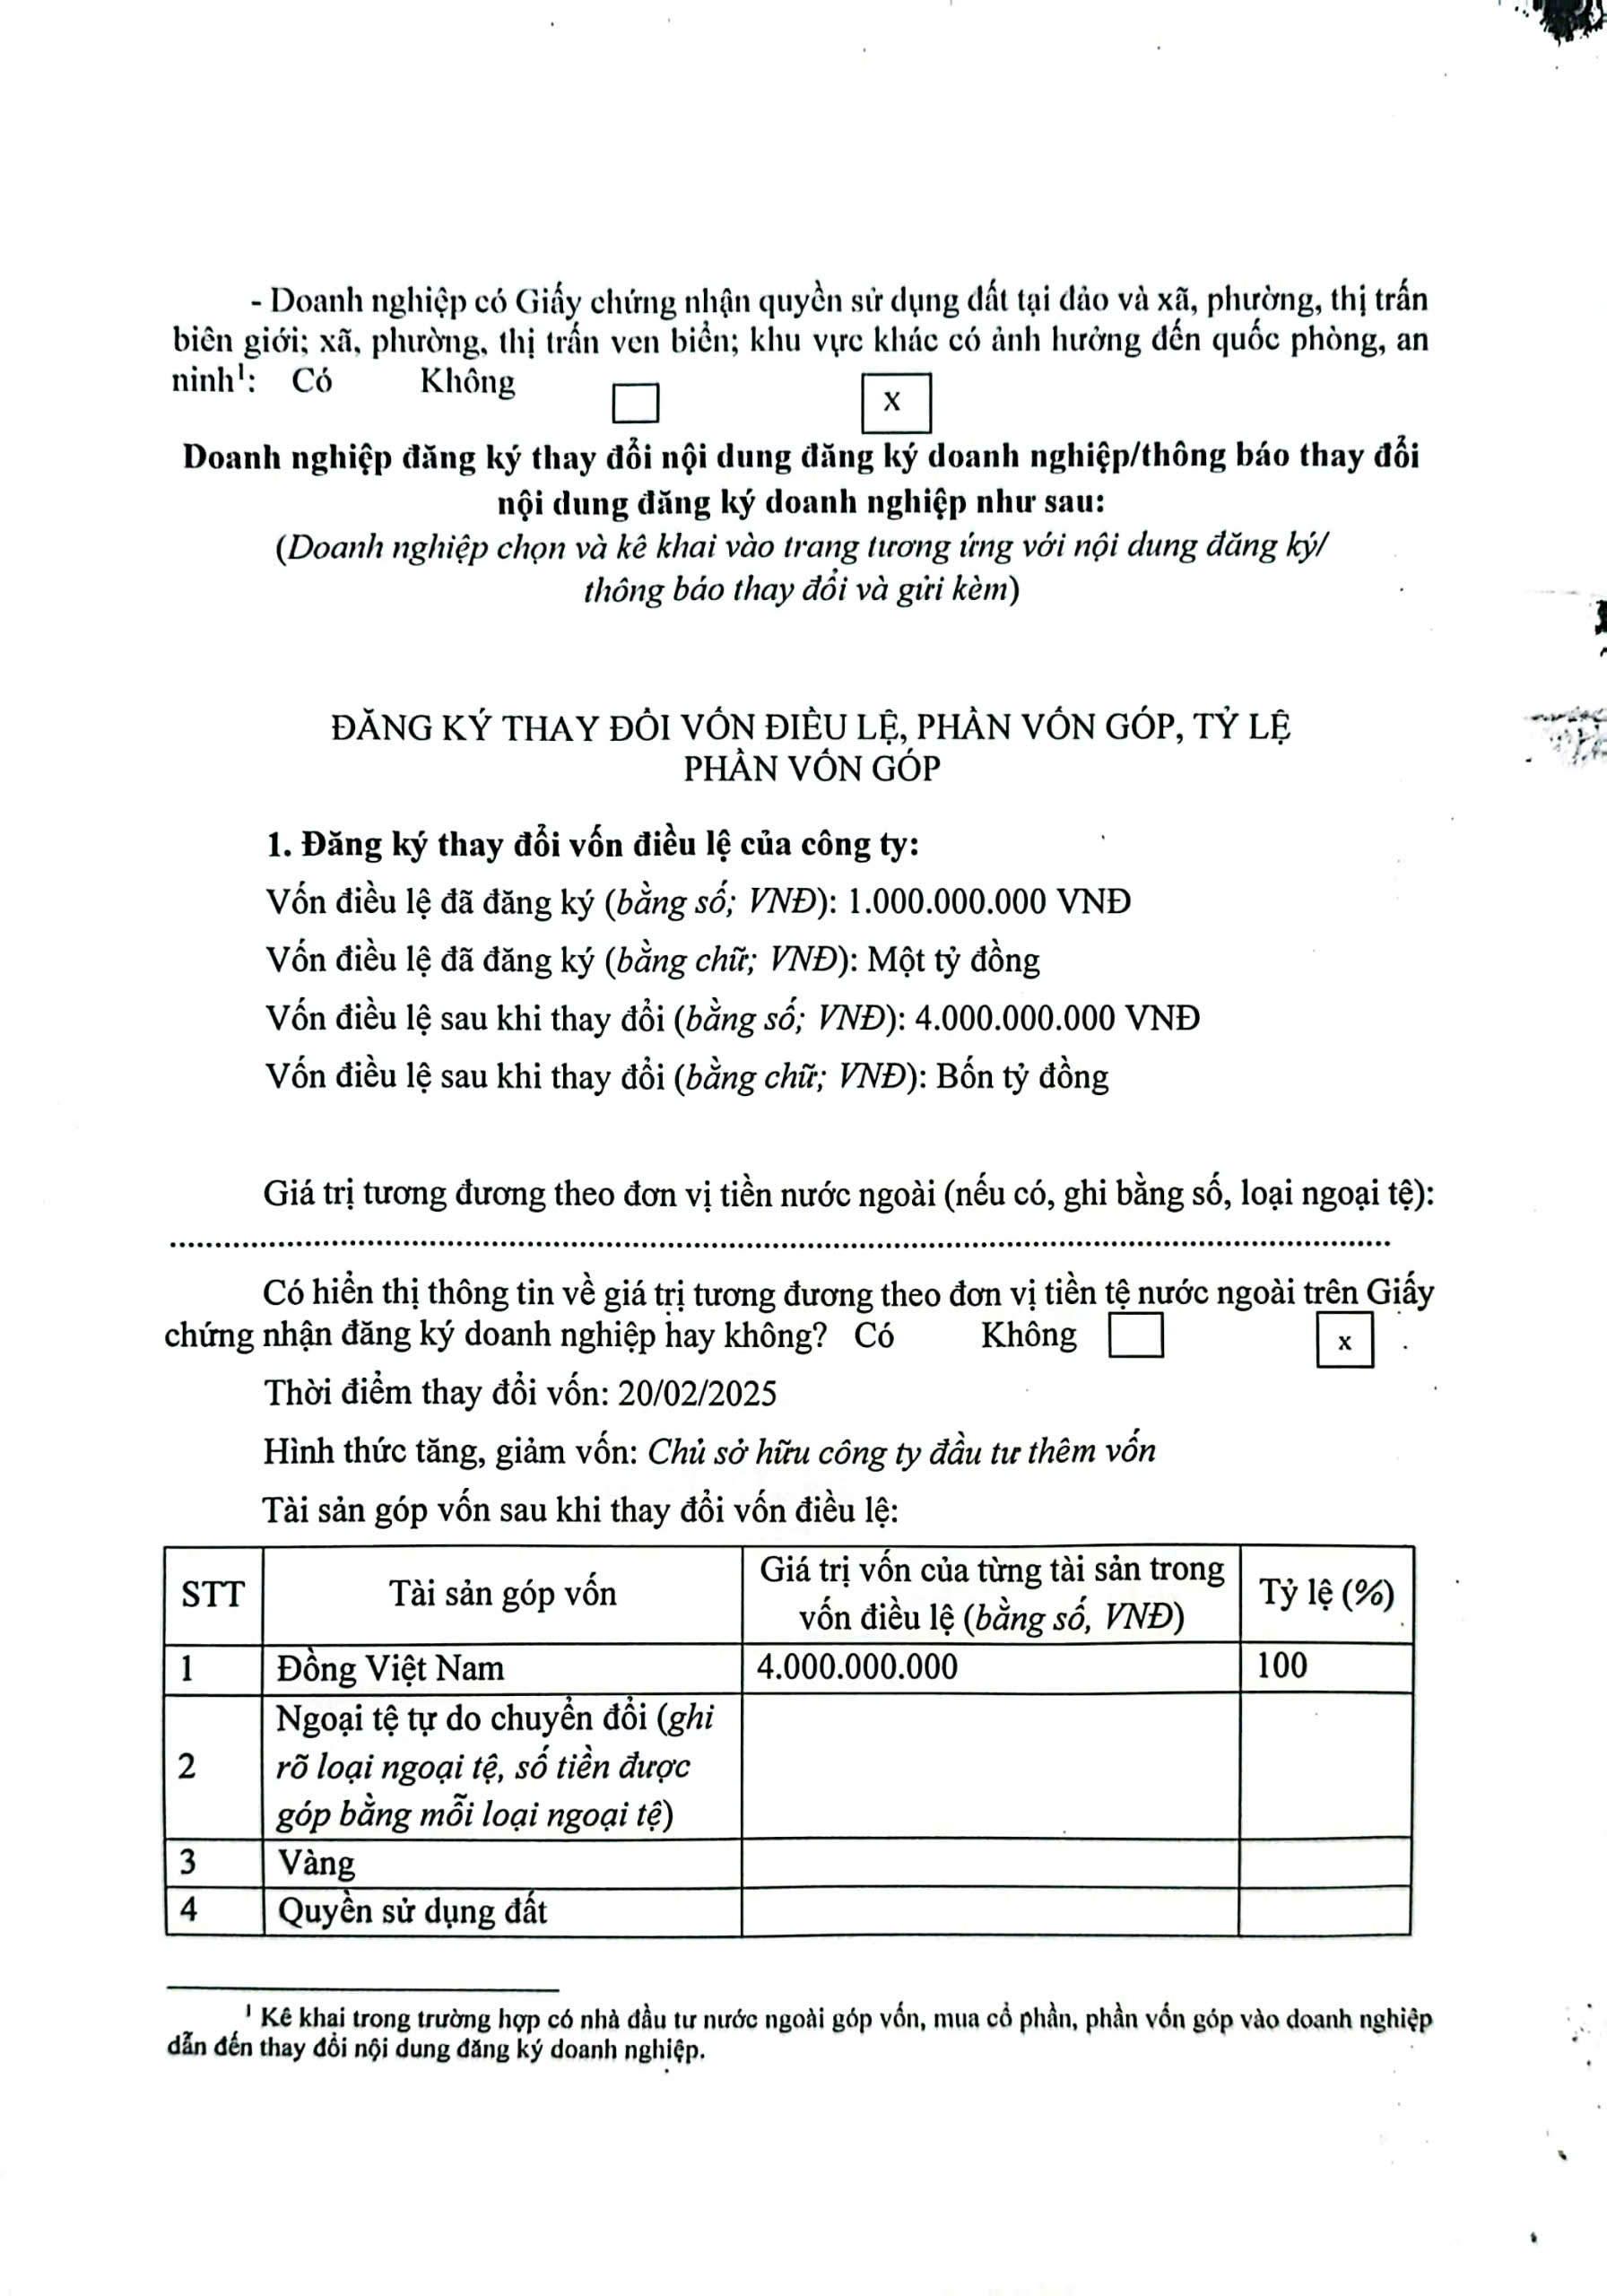 - Doanh nghiệp có Giấy chứng nhận quyền sử dụng đất tại đảo và xã, phường, thị trấn
biên giới; xã, phường, thị trấn ven biển; khu vực khác có ảnh hưởng đến quốc phòng, an
ninh¹: Có Không x
Doanh nghiệp đăng ký thay đổi nội dung đăng ký doanh nghiệp/thông báo thay đổi
nội dung đăng ký doanh nghiệp như sau:
(Doanh nghiệp chọn và kê khai vào trang tương ứng với nội dung đăng ký/
thông báo thay đổi và gửi kèm)
ĐĂNG KÝ THAY ĐỔI VỐN ĐIỀU LỆ, PHẦN VỐN GÓP, TỶ LỆ
PHẦN VỐN GÓP
1. Đăng ký thay đổi vốn điều lệ của công ty:
Vốn điều lệ đã đăng ký (bằng số; VNĐ): 1.000.000.000 VNĐ
Vốn điều lệ đã đăng ký (bằng chữ; VNĐ): Một tỷ đồng
Vốn điều lệ sau khi thay đổi (bằng số; VNĐ): 4.000.000.000 VNĐ
Vốn điều lệ sau khi thay đổi (bằng chữ; VNĐ): Bốn tỷ đồng
Giá trị tương đương theo đơn vị tiền nước ngoài (nếu có, ghi bằng số, loại ngoại tệ):
Có hiển thị thông tin về giá trị tương đương theo đơn vị tiền tệ nước ngoài trên Giấy
chứng nhận đăng ký doanh nghiệp hay không? Có Không x
Thời điểm thay đổi vốn: 20/02/2025
Hình thức tăng, giảm vốn: Chủ sở hữu công ty đầu tư thêm vốn
Tài sản góp vốn sau khi thay đổi vốn điều lệ:
STT Tài sản góp vốn Giá trị vốn của từng tài sản trong
vốn điều lệ (bằng số, VNĐ) Tỷ lệ (%)
1 Đồng Việt Nam 4.000.000.000 100
2 Ngoại tệ tự do chuyển đổi (ghi
rõ loại ngoại tệ, số tiền được
góp bằng mỗi loại ngoại tệ)
3 Vàng
4 Quyền sử dụng đất
¹ Kê khai trong trường hợp có nhà đầu tư nước ngoài góp vốn, mua cổ phần, phần vốn góp vào doanh nghiệp
dẫn đến thay đổi nội dung đăng ký doanh nghiệp.